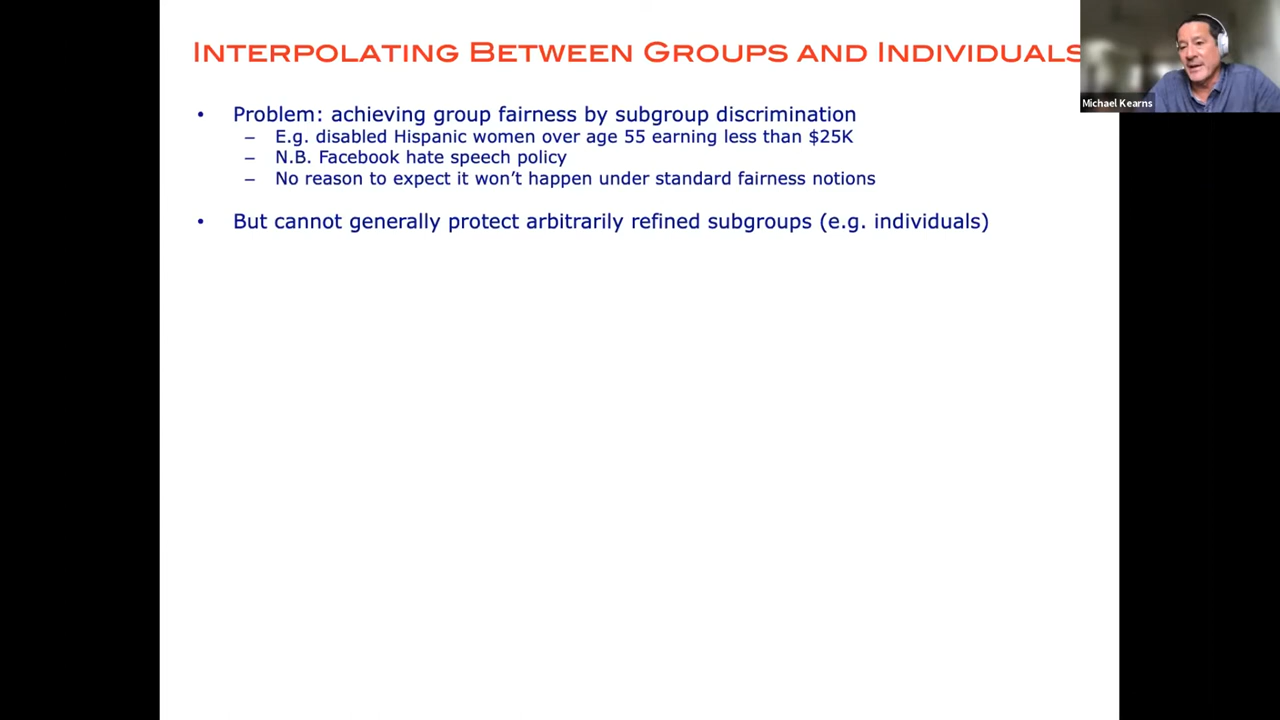 INTERPOLATING BETWEEN GROUPS AND INDIVIDUALS
Michael Kearns
• Problem: achieving group fairness by subgroup discrimination
– E.g. disabled Hispanic women over age 55 earning less than $25K
– N.B. Facebook hate speech policy
– No reason to expect it won’t happen under standard fairness notions
• But cannot generally protect arbitrarily refined subgroups (e.g. individuals)